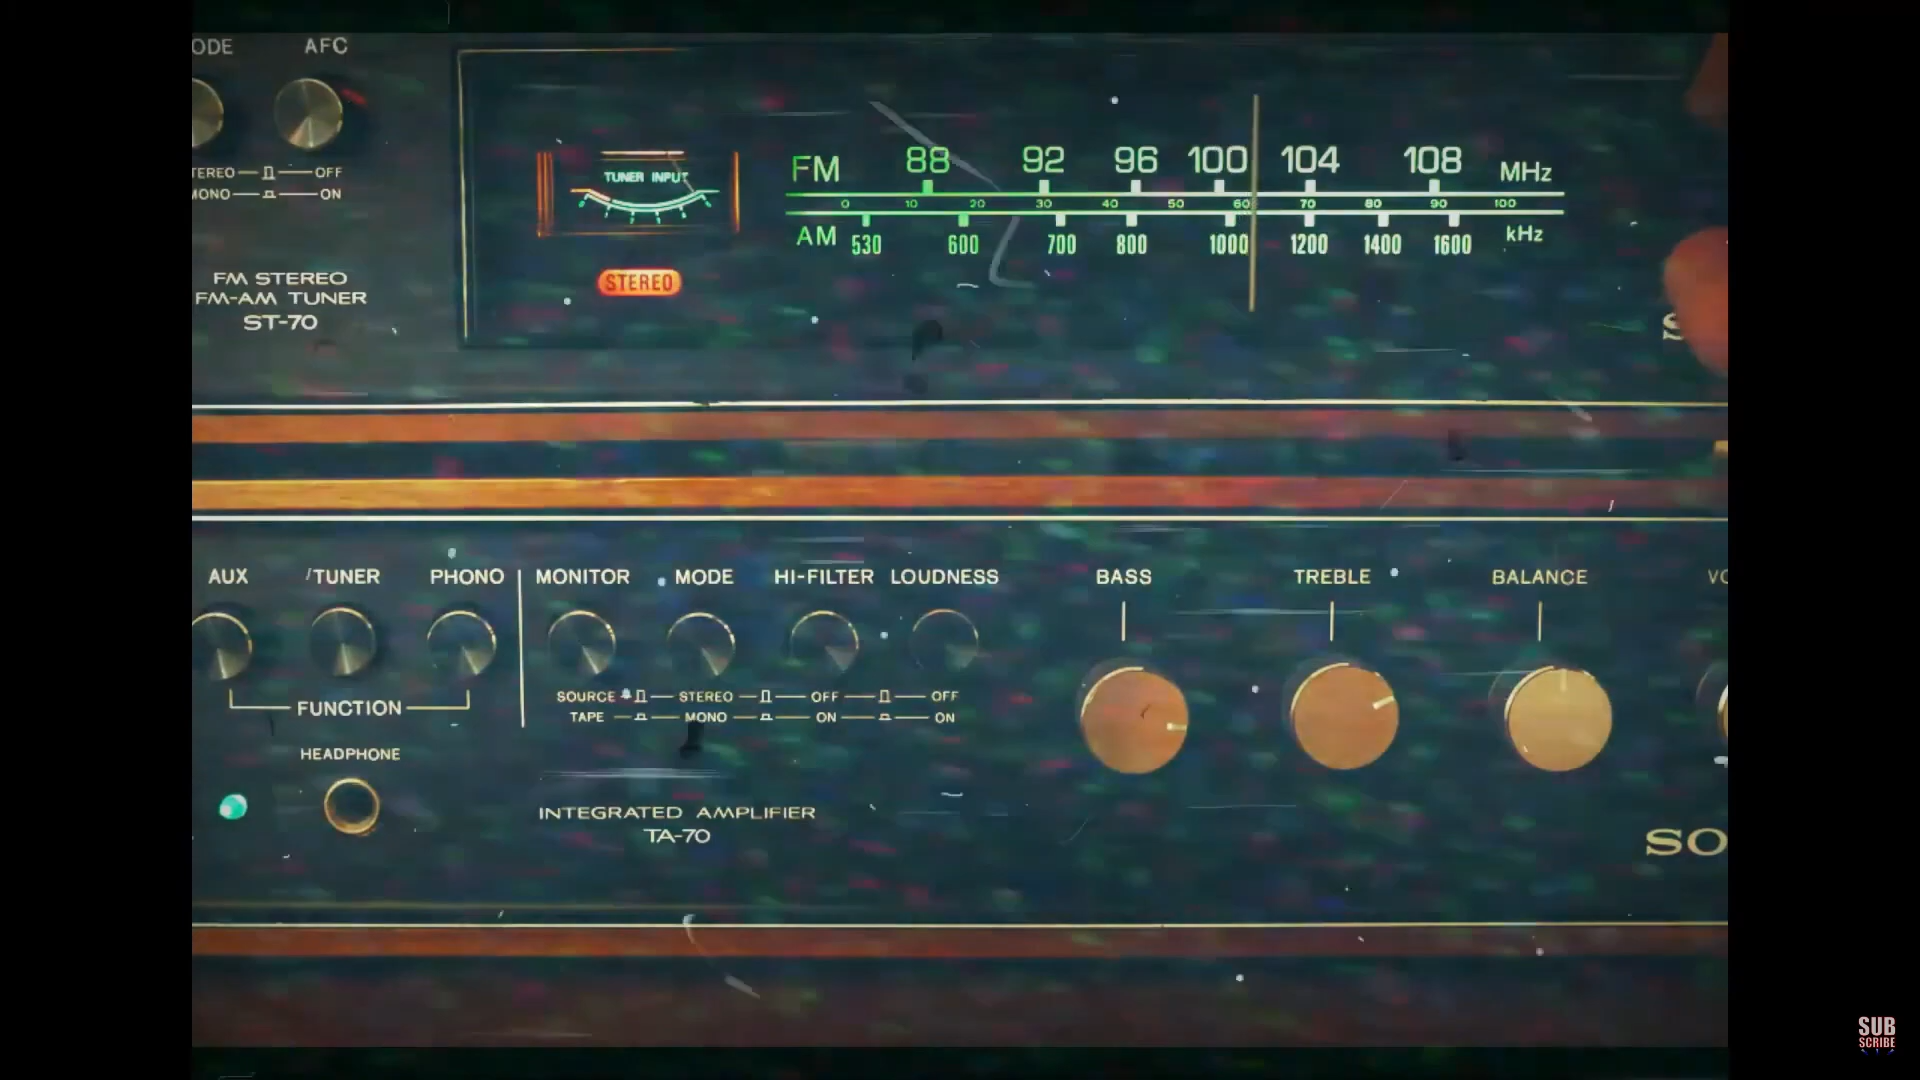 ODE AFC
TEREO OFF
MONO ON
FM STEREO
FM-AM TUNER
ST-70
TUNER INPUT
STEREO
FM 88 92 96 100 104 108 MHz
0 10 20 30 40 50 60 70 80 90 100
AM 530 600 700 800 1000 1200 1400 1600 kHz
S
AUX TUNER PHONO MONITOR MODE HI-FILTER LOUDNESS BASS TREBLE BALANCE VO
SOURCE STEREO OFF OFF
TAPE MONO ON ON
FUNCTION
HEADPHONE
INTEGRATED AMPLIFIER
TA-70
SO
SUB
SCRIBE